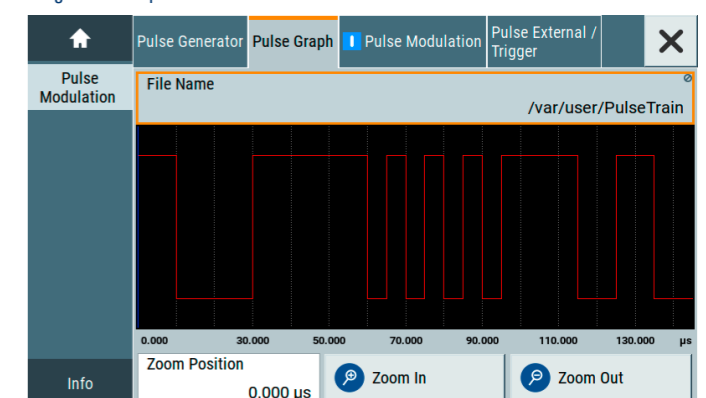 Pulse Generator
Pulse Graph
Pulse Modulation
Pulse External /
Trigger
Pulse
Modulation
File Name
/var/user/PulseTrain
0.000 30.000 50.000 70.000 90.000 110.000 130.000 µs
Zoom Position
0.000 µs
Zoom In
Zoom Out
Info